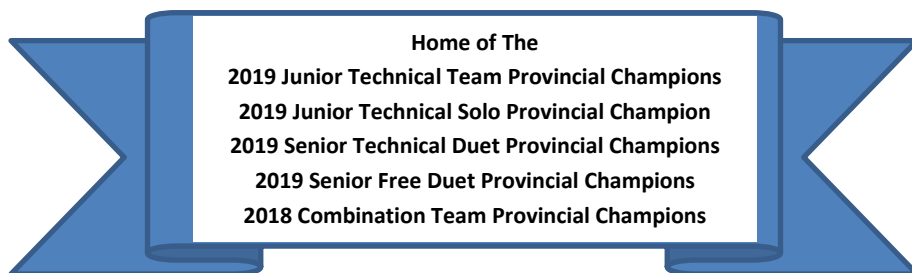 Home of The
2019 Junior Technical Team Provincial Champions
2019 Junior Technical Solo Provincial Champion
2019 Senior Technical Duet Provincial Champions
2019 Senior Free Duet Provincial Champions
2018 Combination Team Provincial Champions